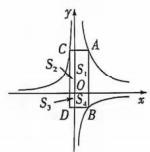 y
C A
S₂ S₁
O
S₃ S₄ x
D B